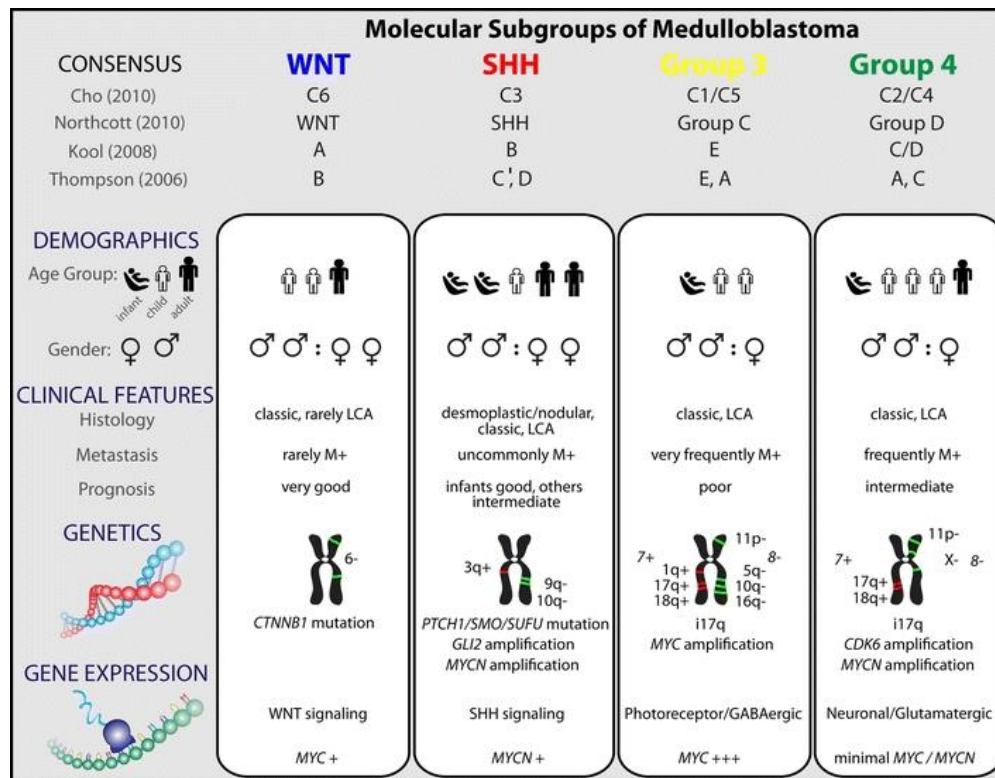 Molecular Subgroups of Medulloblastoma
CONSENSUS WNT SHH Group 3 Group 4
Cho (2010) C6 C3 C1/C5 C2/C4
Northcott (2010) WNT SHH Group C Group D
Kool (2008) A B E C/D
Thompson (2006) B C', D E, A A, C
DEMOGRAPHICS
Age Group:
infant child adult
Gender: ♀ ♂ ♂ ♂ : ♀ ♀ ♂ ♂ : ♀ ♀ ♂ ♂ : ♀ ♂ ♂ : ♀
CLINICAL FEATURES
Histology classic, rarely LCA desmoplastic/nodular, classic, LCA classic, LCA
classic, LCA
Metastasis rarely M+ uncommonly M+ very frequently M+ frequently M+
Prognosis very good infants good, others poor intermediate
intermediate
GENETICS
6- 3q+ 9q- 10q- 7+ 1q+ 17q+ 18q+ 11p- 8- 5q- 10q- 16q- 7+ 17q+ 18q+ 11p- X- 8-
CTNNB1 mutation PTCH1/SMO/SUFU mutation i17q i17q
GLI2 amplification MYC amplification CDK6 amplification
MYCN amplification MYCN amplification
GENE EXPRESSION
WNT signaling SHH signaling Photoreceptor/GABAergic Neuronal/Glutamatergic
MYC + MYCN + MYC +++ minimal MYC / MYCN